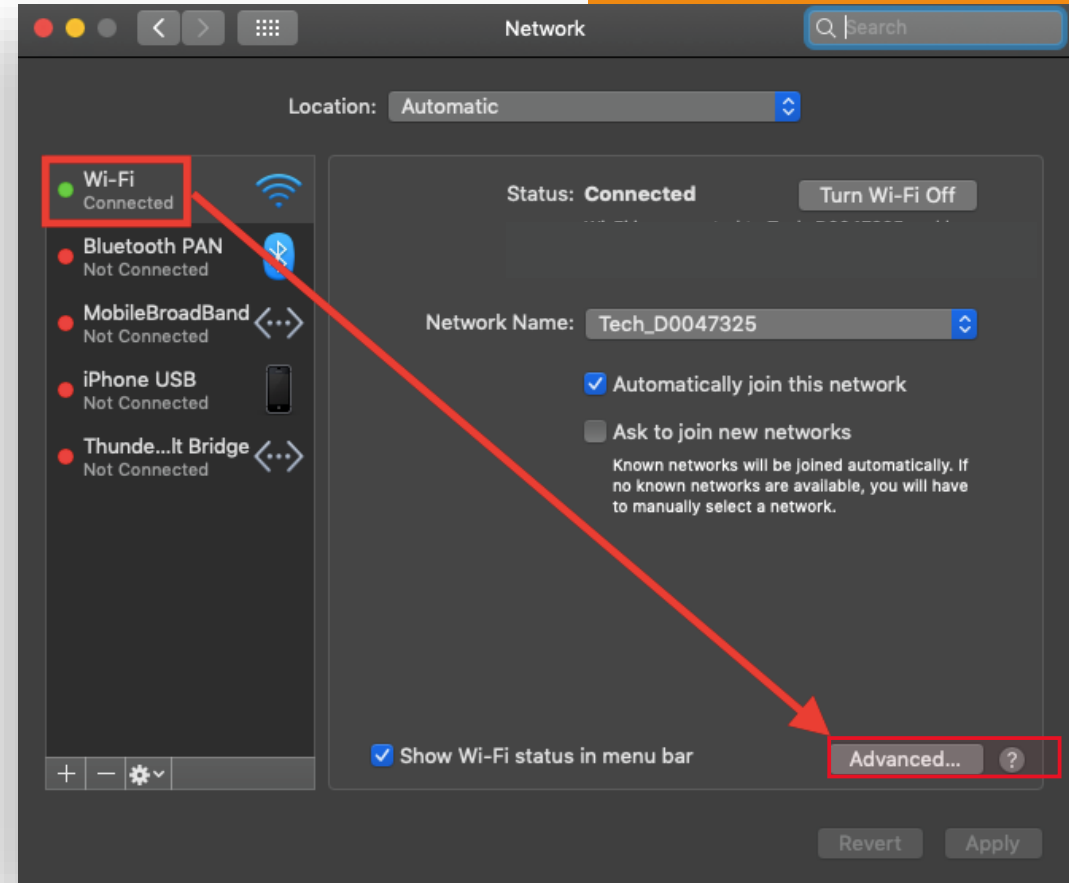 Network
Search
Location: Automatic
Wi-Fi
Connected
Bluetooth PAN
Not Connected
MobileBroadBand
Not Connected
iPhone USB
Not Connected
Thunde...lt Bridge
Not Connected
Status: Connected
Turn Wi-Fi Off
Network Name: Tech_D0047325
Automatically join this network
Ask to join new networks
Known networks will be joined automatically. If
no known networks are available, you will have
to manually select a network.
Show Wi-Fi status in menu bar
Advanced... ?
Revert Apply